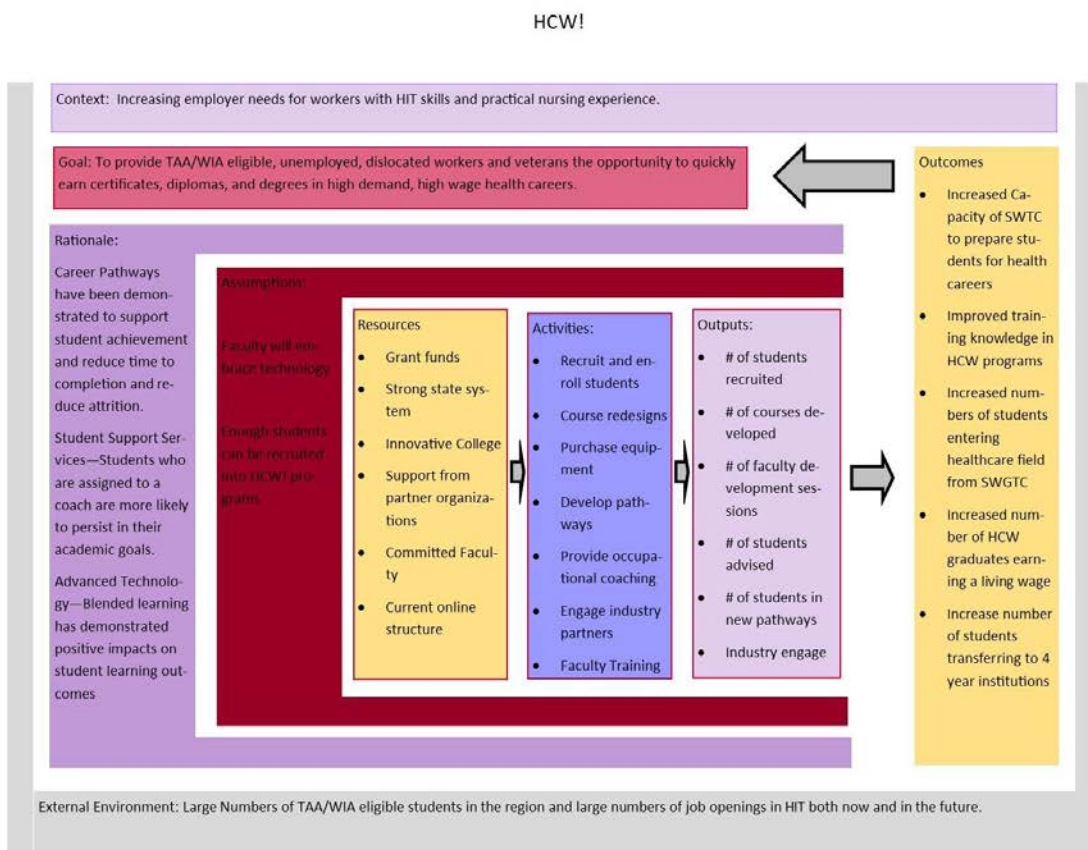 HCW!
Context: Increasing employer needs for workers with HIT skills and practical nursing experience.
Goal: To provide TAA/WIA eligible, unemployed, dislocated workers and veterans the opportunity to quickly
earn certificates, diplomas, and degrees in high demand, high wage health careers.
Rationale:
Career Pathways
have been demon-
strated to support
student achievement
and reduce time to
completion and re-
duce attrition.
Student Support Ser-
vices—Students who
are assigned to a
coach are more likely
to persist in their
academic goals.
Advanced Technolo-
gy—Blended learning
has demonstrated
positive impacts on
student learning out-
comes
Assumptions:
Faculty will em-
brace technology
Enough students
can be recruited
into HCW! pro-
grams
Resources
• Grant funds
• Strong state sys-
tem
• Innovative College
• Support from
partner organiza-
tions
• Committed Facul-
ty
• Current online
structure
Activities:
• Recruit and en-
roll students
• Course redesigns
• Purchase equip-
ment
• Develop path-
ways
• Provide occupa-
tional coaching
• Engage industry
partners
• Faculty Training
Outputs:
• # of students
recruited
• # of courses de-
veloped
• # of faculty de-
velopment ses-
sions
• # of students
advised
• # of students in
new pathways
• Industry engage
Outcomes
• Increased Ca-
pacity of SWTC
to prepare stu-
dents for health
careers
• Improved train-
ing knowledge in
HCW programs
• Increased num-
bers of students
entering
healthcare field
from SWGTC
• Increased num-
ber of HCW
graduates earn-
ing a living wage
• Increase number
of students
transferring to 4
year institutions
External Environment: Large Numbers of TAA/WIA eligible students in the region and large numbers of job openings in HIT both now and in the future.